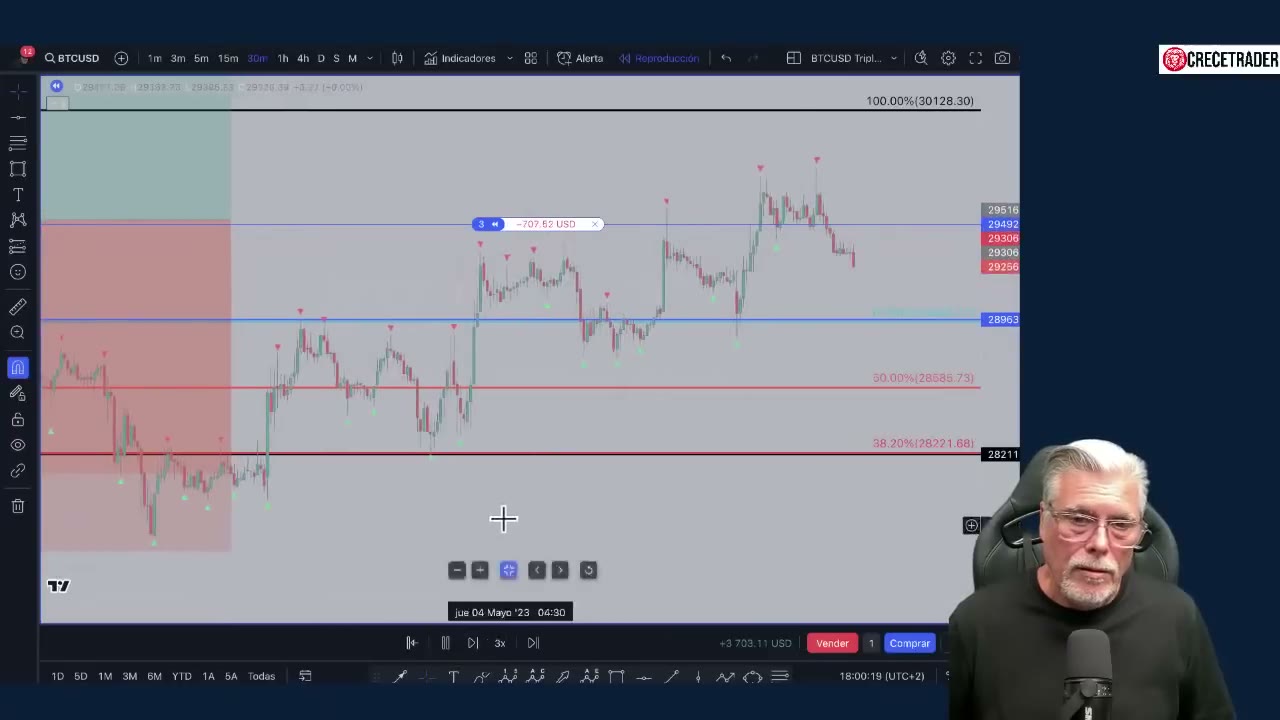 12
BTCUSD
1m 3m 5m 15m 30m 1h 4h D S M
Indicadores
Alerta
Reproducción
BTCUSD Tripl...
CRECETRADER
100.00%(30128.30)
29516
3 −707.62 USD
29492
29306
29306
29256
28963
50.00%(28585.73)
38.20%(28221.68)
28211
jue 04 Mayo '23 04:30
3x
+3 703.11 USD
Vender
1
Comprar
1D 5D 1M 3M 6M YTD 1A 5A Todas
18:00:19 (UTC+2)